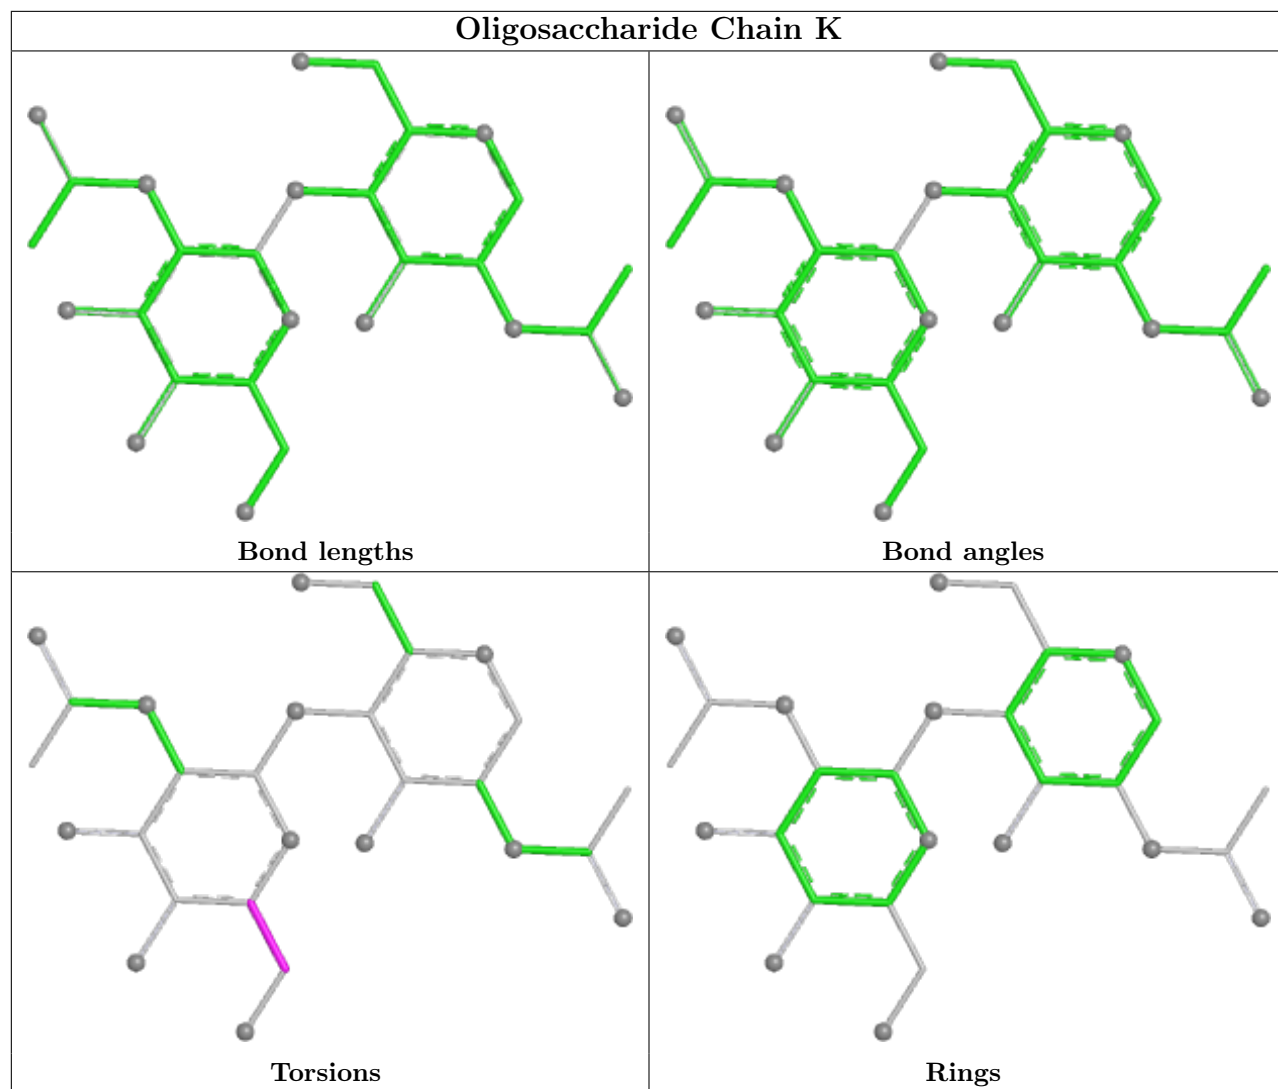 Oligosaccharide Chain K
Bond lengths
Bond angles
Torsions
Rings